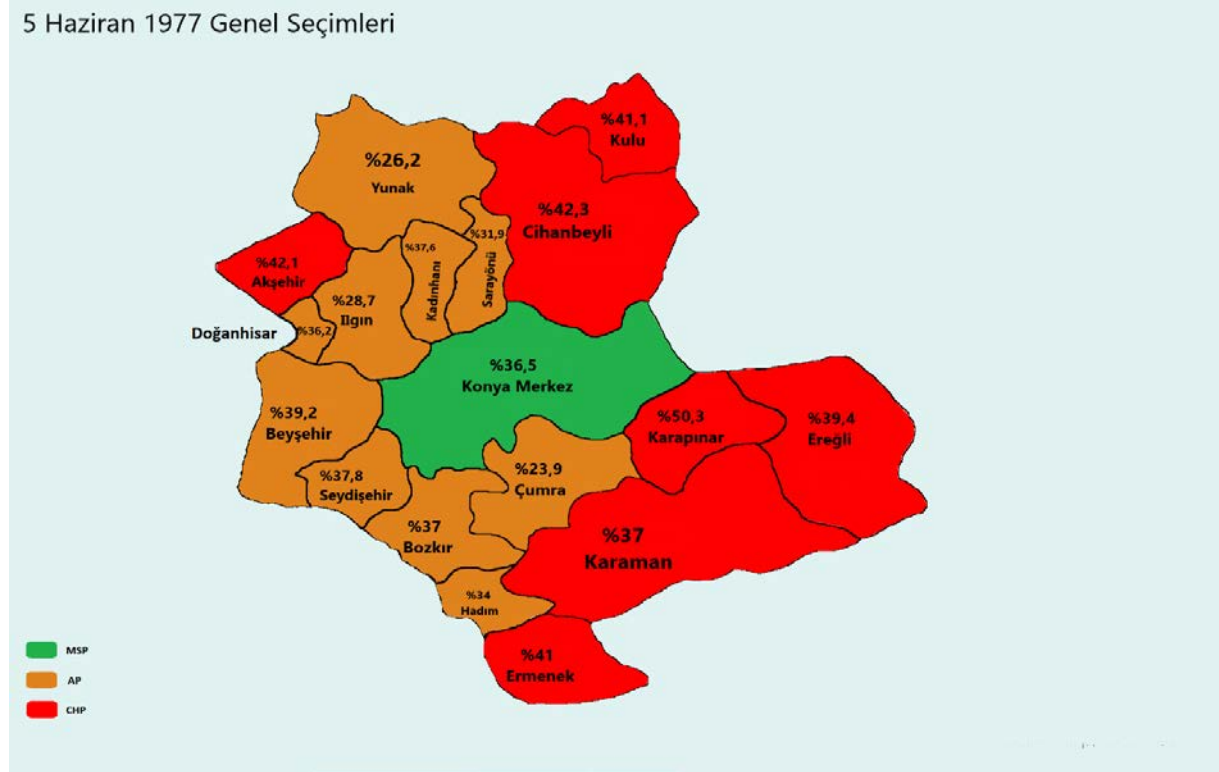 5 Haziran 1977 Genel Seçimleri
%41,1
Kulu
%26,2
Yunak
%42,3
Cihanbeyli
%31,9
Sarayönü
%37,6
Kadınhanı
%42,1
Akşehir
%28,7
Ilgın
Doğanhisar
%36,2
%36,5
Konya Merkez
%39,2
Beyşehir
%50,3
Karapınar
%39,4
Ereğli
%37,8
Seydişehir
%23,9
Çumra
%37
Bozkır
%37
Karaman
%34
Hadım
%41
Ermenek
MSP
AP
CHP